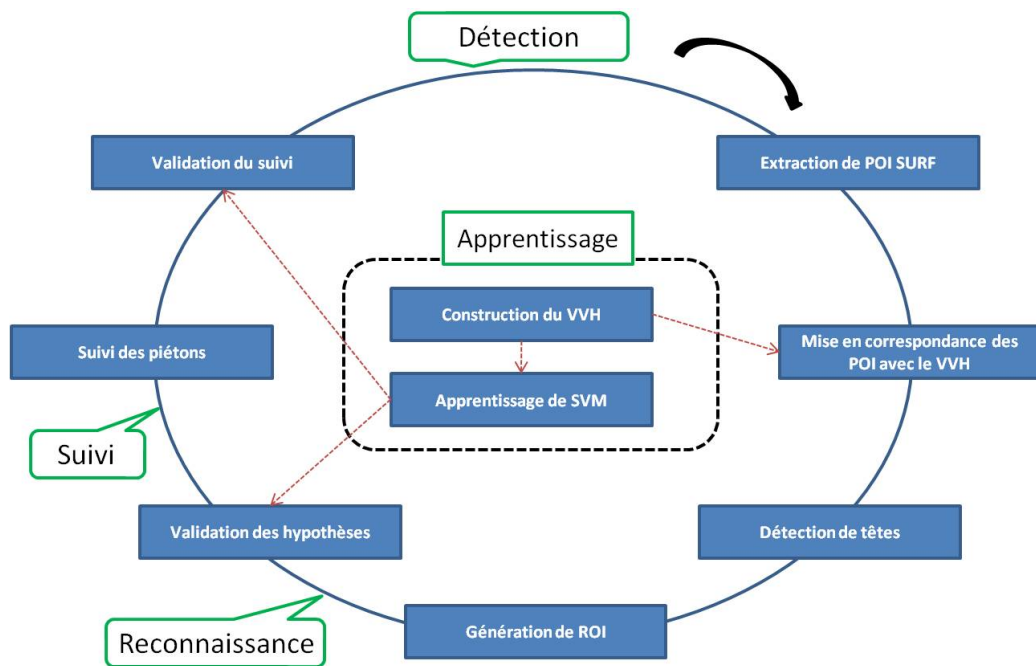 Détection
Validation du suivi
Extraction de POI SURF
Apprentissage
Construction du VVH
Suivi des piétons
Mise en correspondance des
POI avec le VVH
Apprentissage de SVM
Suivi
Validation des hypothèses
Détection de têtes
Reconnaissance
Génération de ROI